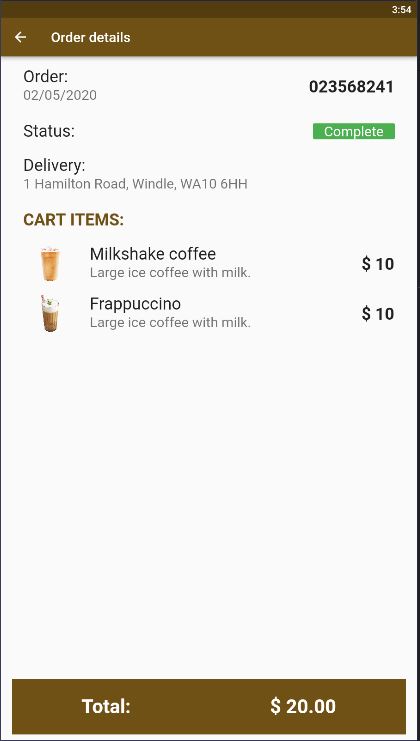 3:54
Order details
Order:
02/05/2020
023568241
Status:
Complete
Delivery:
1 Hamilton Road, Windle, WA10 6HH
CART ITEMS:
Milkshake coffee
Large ice coffee with milk.
$ 10
Frappuccino
Large ice coffee with milk.
$ 10
Total:
$ 20.00